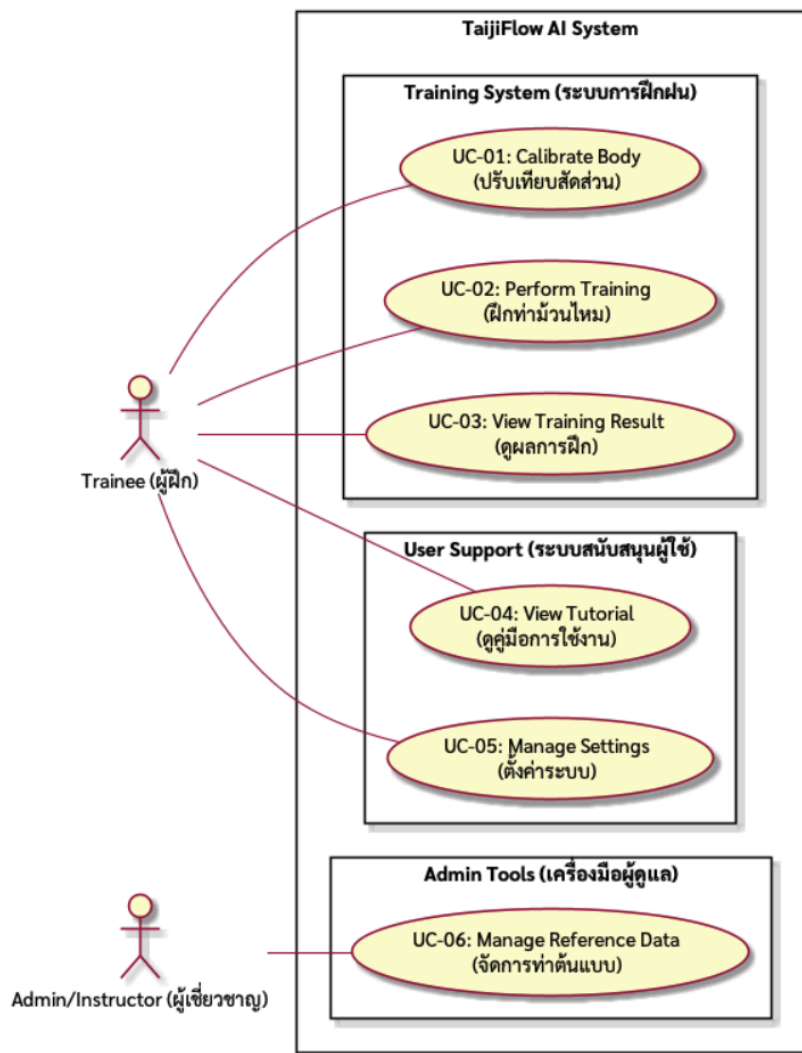 TaijiFlow AI System
Training System (ระบบการฝึกฝน)
UC-01: Calibrate Body
(ปรับเทียบสัดส่วน)
UC-02: Perform Training
(ฝึกท่าม้วนไหม)
UC-03: View Training Result
(ดูผลการฝึก)
Trainee (ผู้ฝึก)
User Support (ระบบสนับสนุนผู้ใช้)
UC-04: View Tutorial
(ดูคู่มือการใช้งาน)
UC-05: Manage Settings
(ตั้งค่าระบบ)
Admin Tools (เครื่องมือผู้ดูแล)
UC-06: Manage Reference Data
(จัดการท่าต้นแบบ)
Admin/Instructor (ผู้เชี่ยวชาญ)